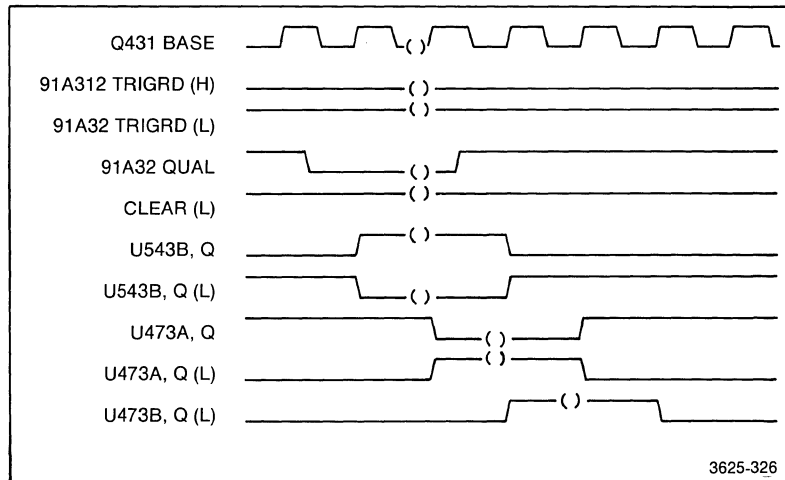 Q431 BASE
91A312 TRIGRD (H)
91A32 TRIGRD (L)
91A32 QUAL
CLEAR (L)
U543B, Q
U543B, Q (L)
U473A, Q
U473A, Q (L)
U473B, Q (L)
3625-326